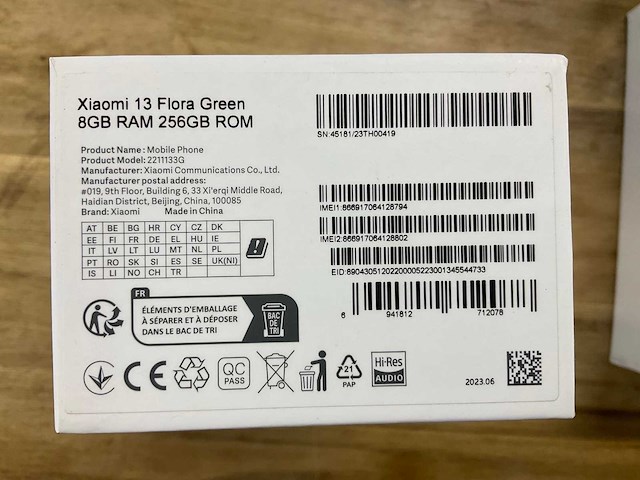 Xiaomi 13 Flora Green
8GB RAM 256GB ROM
Product Name: Mobile Phone
Product Model: 2211133G
Manufacturer: Xiaomi Communications Co., Ltd.
Manufacturer postal address:
#019, 9th Floor, Building 6, 33 Xi'erqi Middle Road,
Haidian District, Beijing, China, 100085
Brand: Xiaomi Made in China
AT BE BG HR CY CZ DK
EE FI FR DE EL HU IE
IT LV LT LU MT NL PL
PT RO SK SI ES SE UK(NI)
IS LI NO CH TR
SN:45181/23TH00419
IMEI1:866917064128794
IMEI2:866917064128802
EID:89043051202200005223001345544733
6 941812 712078
FR
ÉLÉMENTS D'EMBALLAGE
À SÉPARER ET À DÉPOSER
DANS LE BAC DE TRI
BAC
DE
TRI
CE
QC
PASS
21
PAP
Hi-Res
AUDIO
2023.06